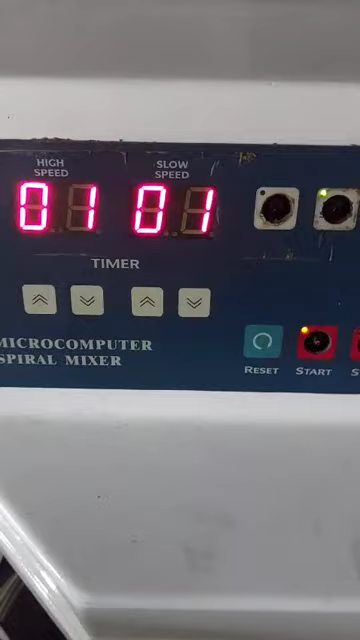 HIGH
SPEED
SLOW
SPEED
01 01
TIMER
MICROCOMPUTER
SPIRAL MIXER
RESET
START